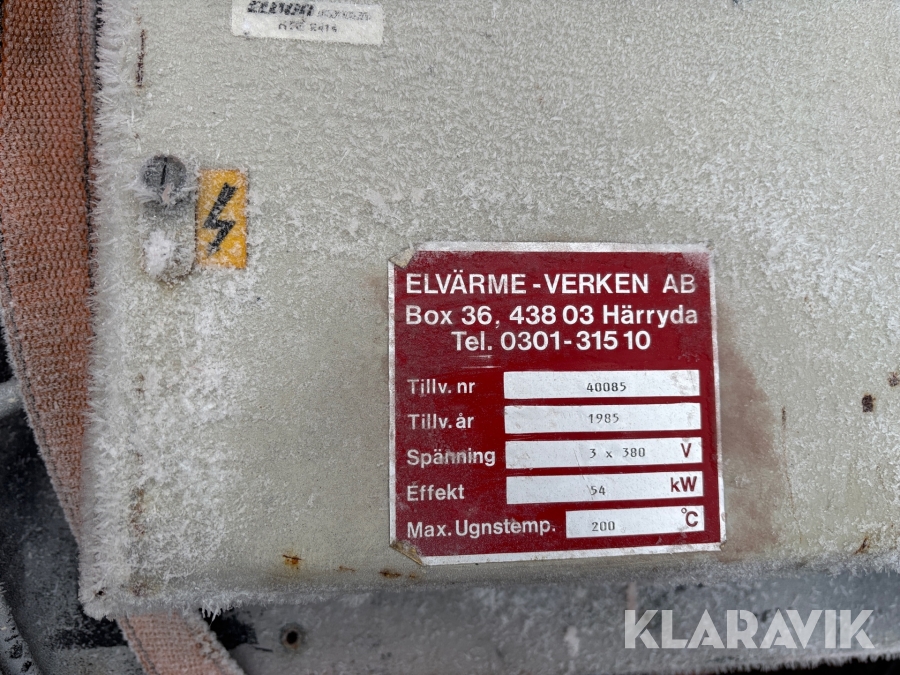 ELVÄRME - VERKEN AB
Box 36, 438 03 Härryda
Tel. 0301-315 10
Tillv. nr 40085
Tillv. år 1985
Spänning 3 x 380 V
Effekt 54 kW
Max. Ugnstemp. 200 °C
KLARAVIK